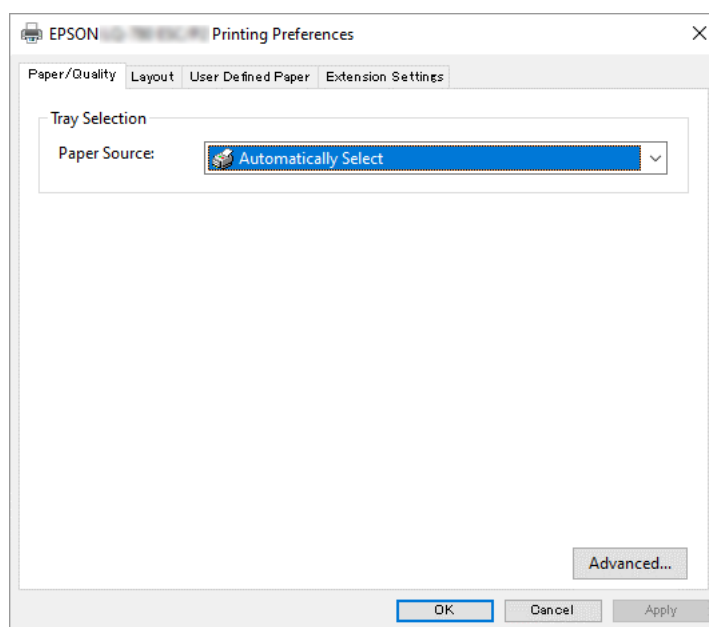 EPSON Printing Preferences
Paper/Quality Layout User Defined Paper Extension Settings
Tray Selection
Paper Source: Automatically Select
Advanced...
OK Cancel Apply